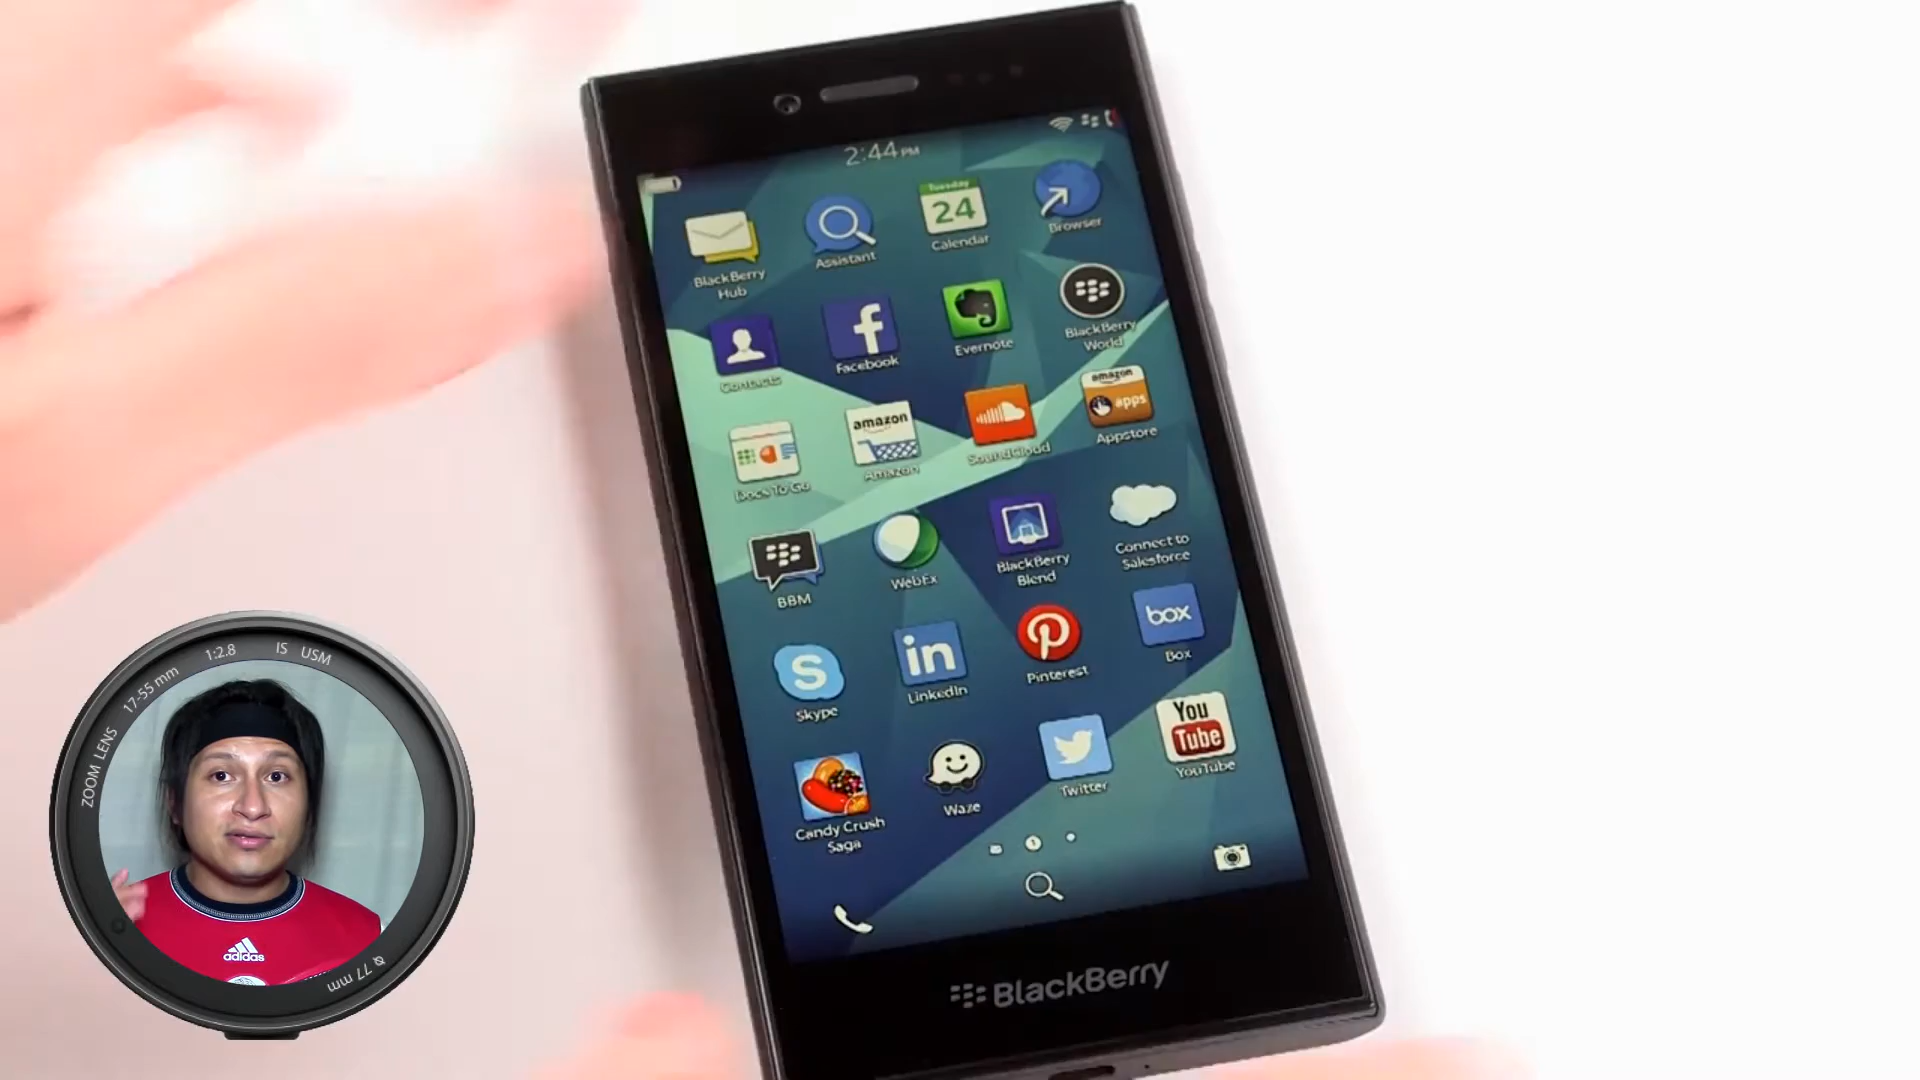 2:44 PM
BlackBerry
Hub
Assistant
Tuesday
24
Calendar
Browser
Contacts
f
Facebook
Evernote
BlackBerry
World
Docs To Go
amazon
Amazon
SoundCloud
amazon
apps
Appstore
BBM
WebEx
BlackBerry
Blend
Connect to
Salesforce
S
Skype
in
LinkedIn
P
Pinterest
box
Box
Candy Crush
Saga
Waze
Twitter
You
Tube
YouTube
1
BlackBerry
ZOOM LENS 17-55 mm 1:2.8 IS USM
77 mm
adidas